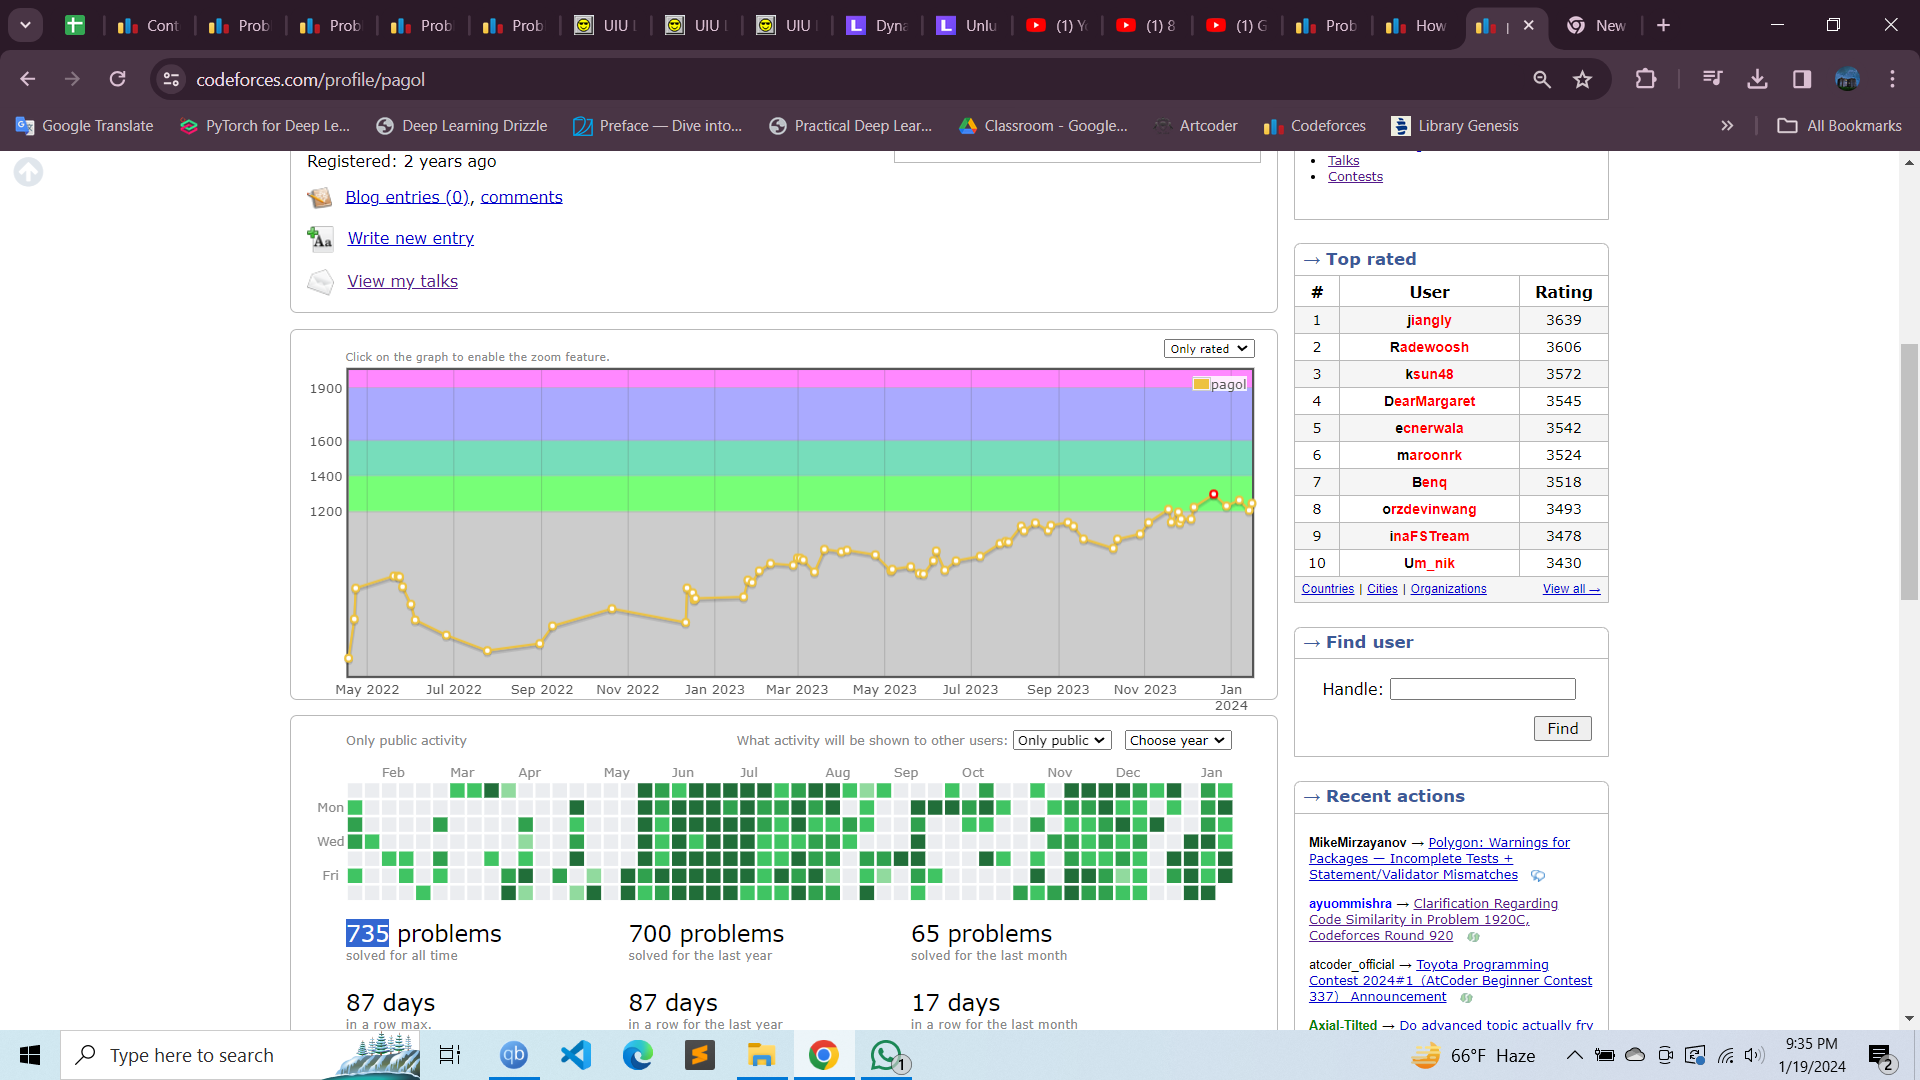 Cont
Prob
Prob
Prob
Prob
UIU
UIU
UIU
Dyna
Unlu
(1) Y
(1) 8
(1) G
Prob
How
New
codeforces.com/profile/pagol
Google Translate
PyTorch for Deep Le...
Deep Learning Drizzle
Preface — Dive into...
Practical Deep Lear...
Classroom - Google...
Artcoder
Codeforces
Library Genesis
All Bookmarks
Registered: 2 years ago
Blog entries (0), comments
Write new entry
View my talks
Talks
Contests
Click on the graph to enable the zoom feature.
Only rated
pagol
1900
1600
1400
1200
May 2022 Jul 2022 Sep 2022 Nov 2022 Jan 2023 Mar 2023 May 2023 Jul 2023 Sep 2023 Nov 2023 Jan 2024
Only public activity
What activity will be shown to other users: Only public Choose year
Feb Mar Apr May Jun Jul Aug Sep Oct Nov Dec Jan
Mon
Wed
Fri
735 problems
solved for all time
700 problems
solved for the last year
65 problems
solved for the last month
87 days
in a row max.
87 days
in a row for the last year
17 days
in a row for the last month
→ Top rated
# User Rating
1 jiangly 3639
2 Radewoosh 3606
3 ksun48 3572
4 DearMargaret 3545
5 ecnerwala 3542
6 maroonrk 3524
7 Benq 3518
8 orzdevinwang 3493
9 inaFSTream 3478
10 Um_nik 3430
Countries | Cities | Organizations View all →
→ Find user
Handle:
Find
→ Recent actions
MikeMirzayanov → Polygon: Warnings for
Packages — Incomplete Tests +
Statement/Validator Mismatches
ayuommishra → Clarification Regarding
Code Similarity in Problem 1920C,
Codeforces Round 920
atcoder_official → Toyota Programming
Contest 2024#1 (AtCoder Beginner Contest
337) Announcement
Axial-Tilted → Do advanced topic actually fry
Type here to search
qb
1
66°F Haze
9:35 PM
1/19/2024
2